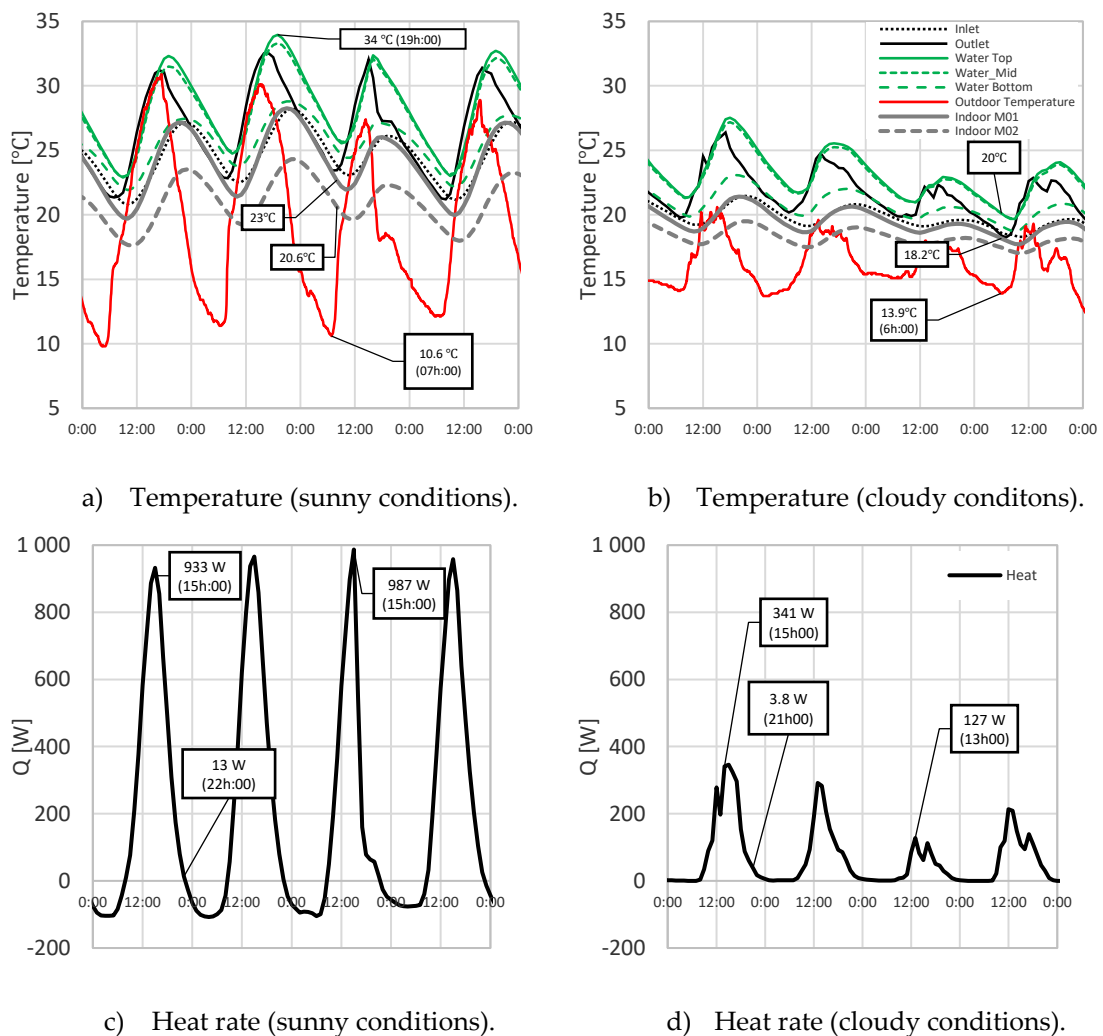 35
30
25
20
15
10
5
Temperature [°C]
34 °C (19h:00)
23°C
20.6°C
10.6 °C
(07h:00)
0:00 12:00 0:00 12:00 0:00 12:00 0:00 12:00 0:00
a) Temperature (sunny conditions).
35
30
25
20
15
10
5
Temperature [°C]
Inlet
Outlet
Water Top
Water_Mid
Water Bottom
Outdoor Temperature
Indoor M01
Indoor M02
20°C
18.2°C
13.9°C
(6h:00)
0:00 12:00 0:00 12:00 0:00 12:00 0:00 12:00 0:00
b) Temperature (cloudy conditons).
1 000
800
600
400
200
0
-200
Q [W]
933 W
(15h:00)
987 W
(15h:00)
13 W
(22h:00)
0:00 12:00 0:00 12:00 0:00 12:00 0:00 12:00 0:00
c) Heat rate (sunny conditions).
1 000
800
600
400
200
0
-200
Q [W]
Heat
341 W
(15h00)
3.8 W
(21h00)
127 W
(13h00)
0:00 12:00 0:00 12:00 0:00 12:00 0:00 12:00 0:00
d) Heat rate (cloudy conditions).